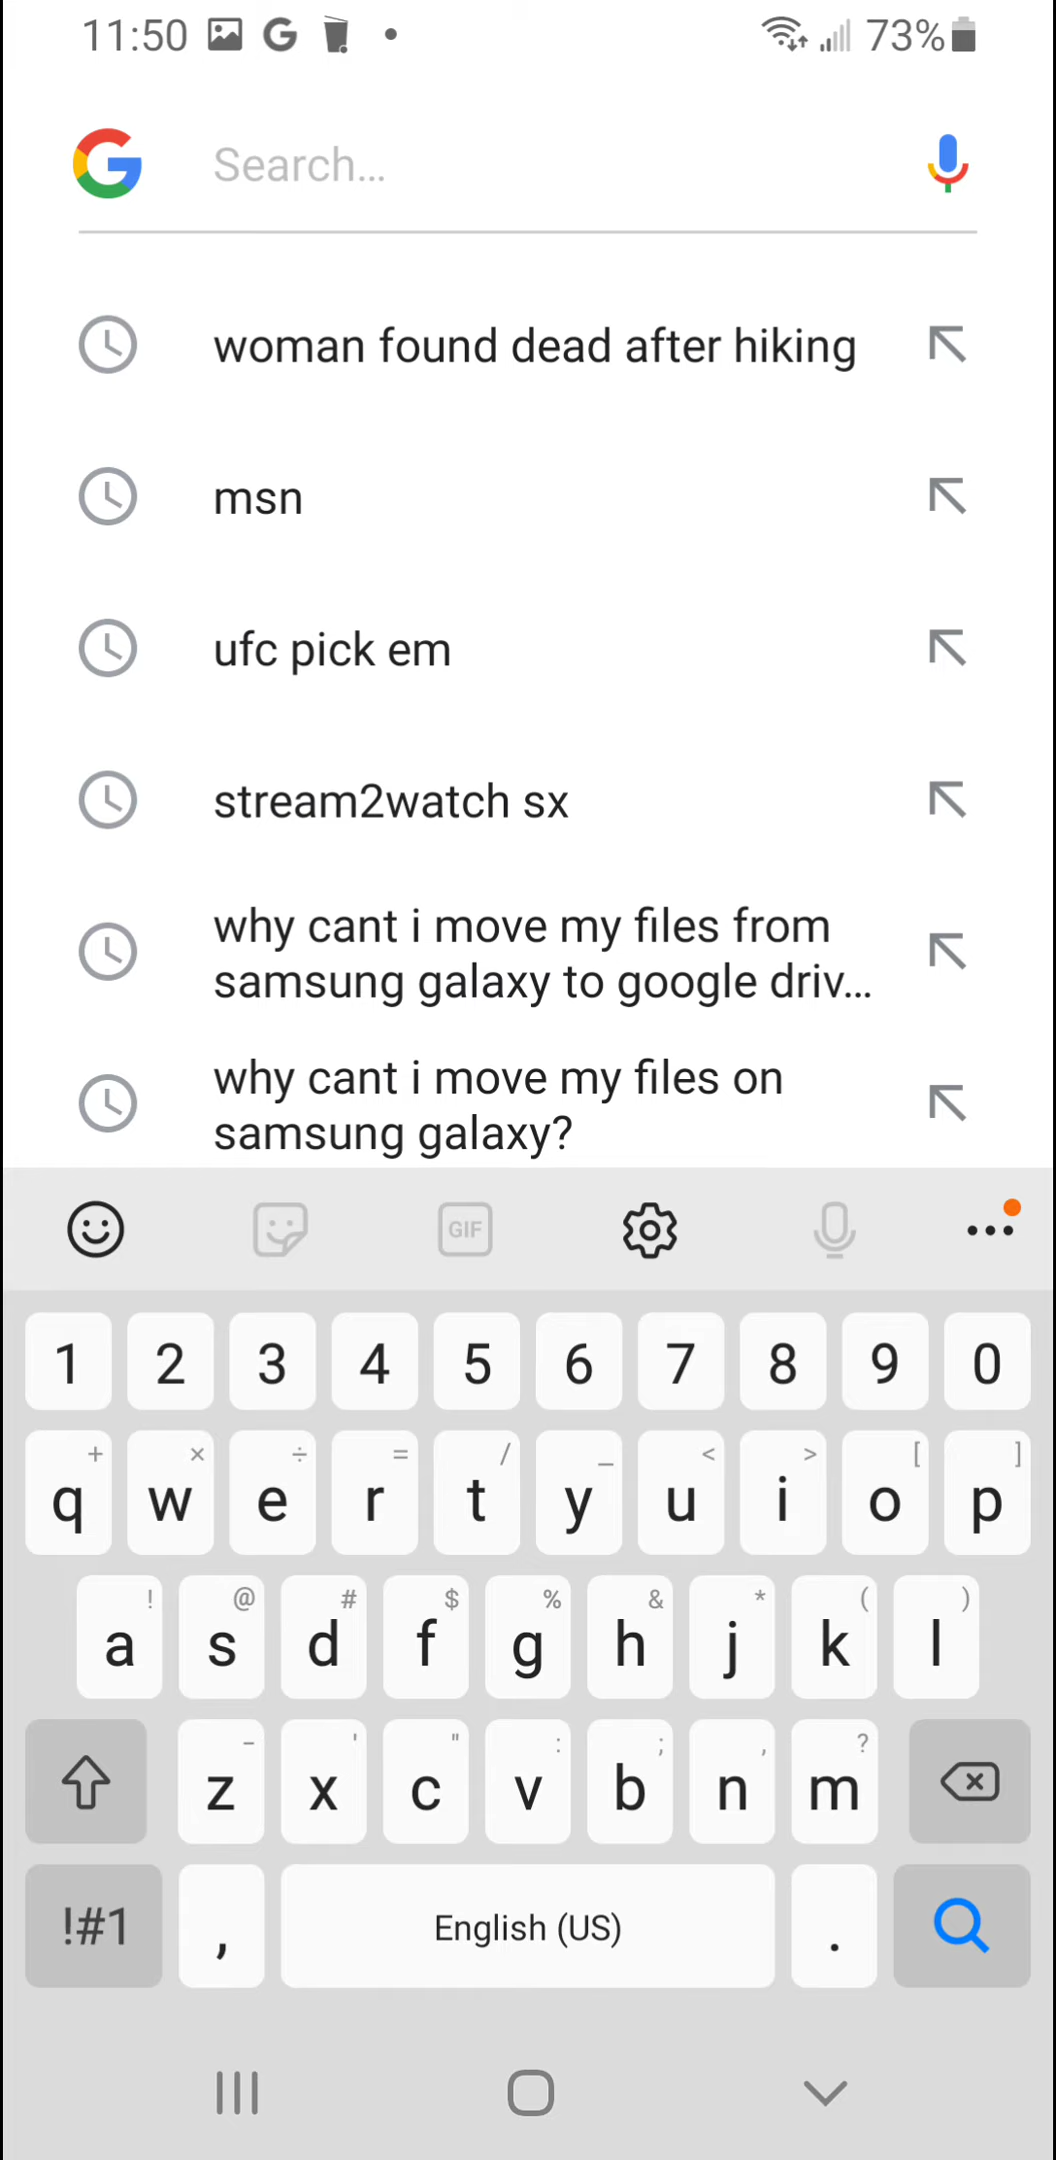 11:50 G 73%
G Search...
woman found dead after hiking
msn
ufc pick em
stream2watch sx
why cant i move my files from
samsung galaxy to google driv...
why cant i move my files on
samsung galaxy?
GIF
1 2 3 4 5 6 7 8 9 0
+ × ÷ = / _ < > [ ]
q w e r t y u i o p
! @ # $ % & * ( )
a s d f g h j k l
- ' " : ; , ?
z x c v b n m
!#1 , English (US) .